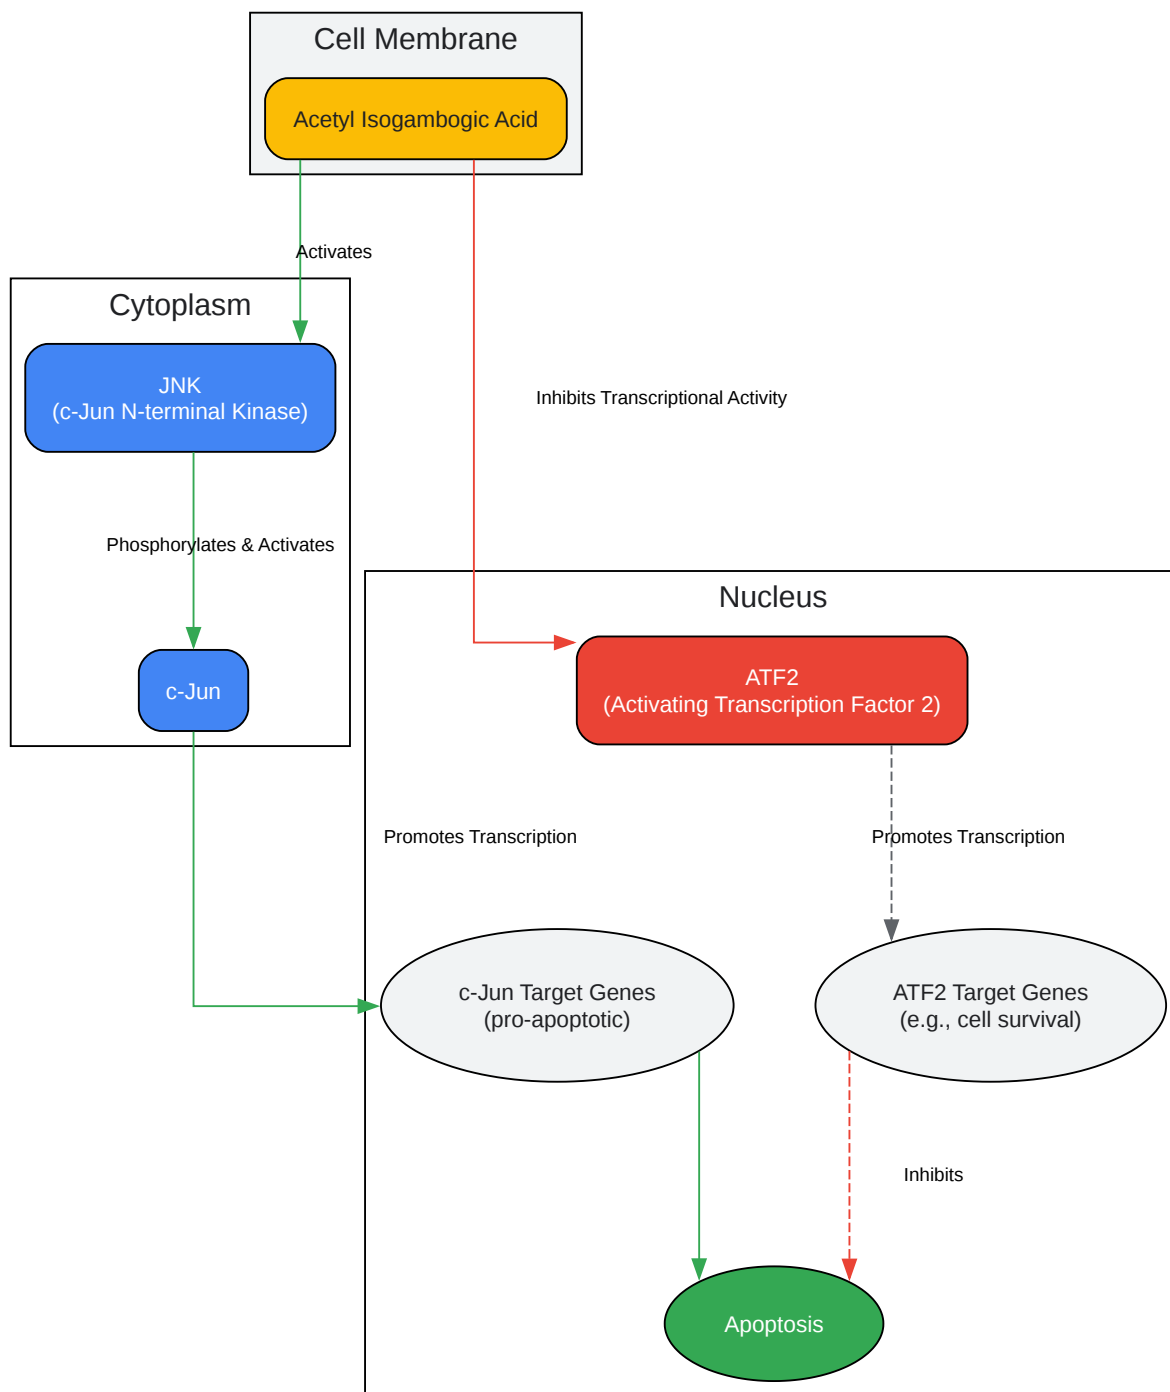 Cell Membrane
Acetyl Isogambogic Acid
Activates
Cytoplasm
JNK
(c-Jun N-terminal Kinase)
Inhibits Transcriptional Activity
Phosphorylates & Activates
Nucleus
c-Jun
ATF2
(Activating Transcription Factor 2)
Promotes Transcription
Promotes Transcription
c-Jun Target Genes
(pro-apoptotic)
ATF2 Target Genes
(e.g., cell survival)
Inhibits
Apoptosis